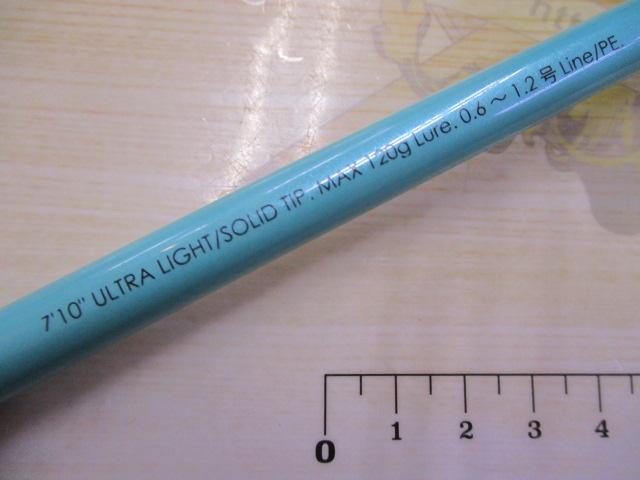 7'10" ULTRA LIGHT/SOLID TIP. MAX 120g Lure. 0.6～1.2号 Line/PE.
0 1 2 3 4